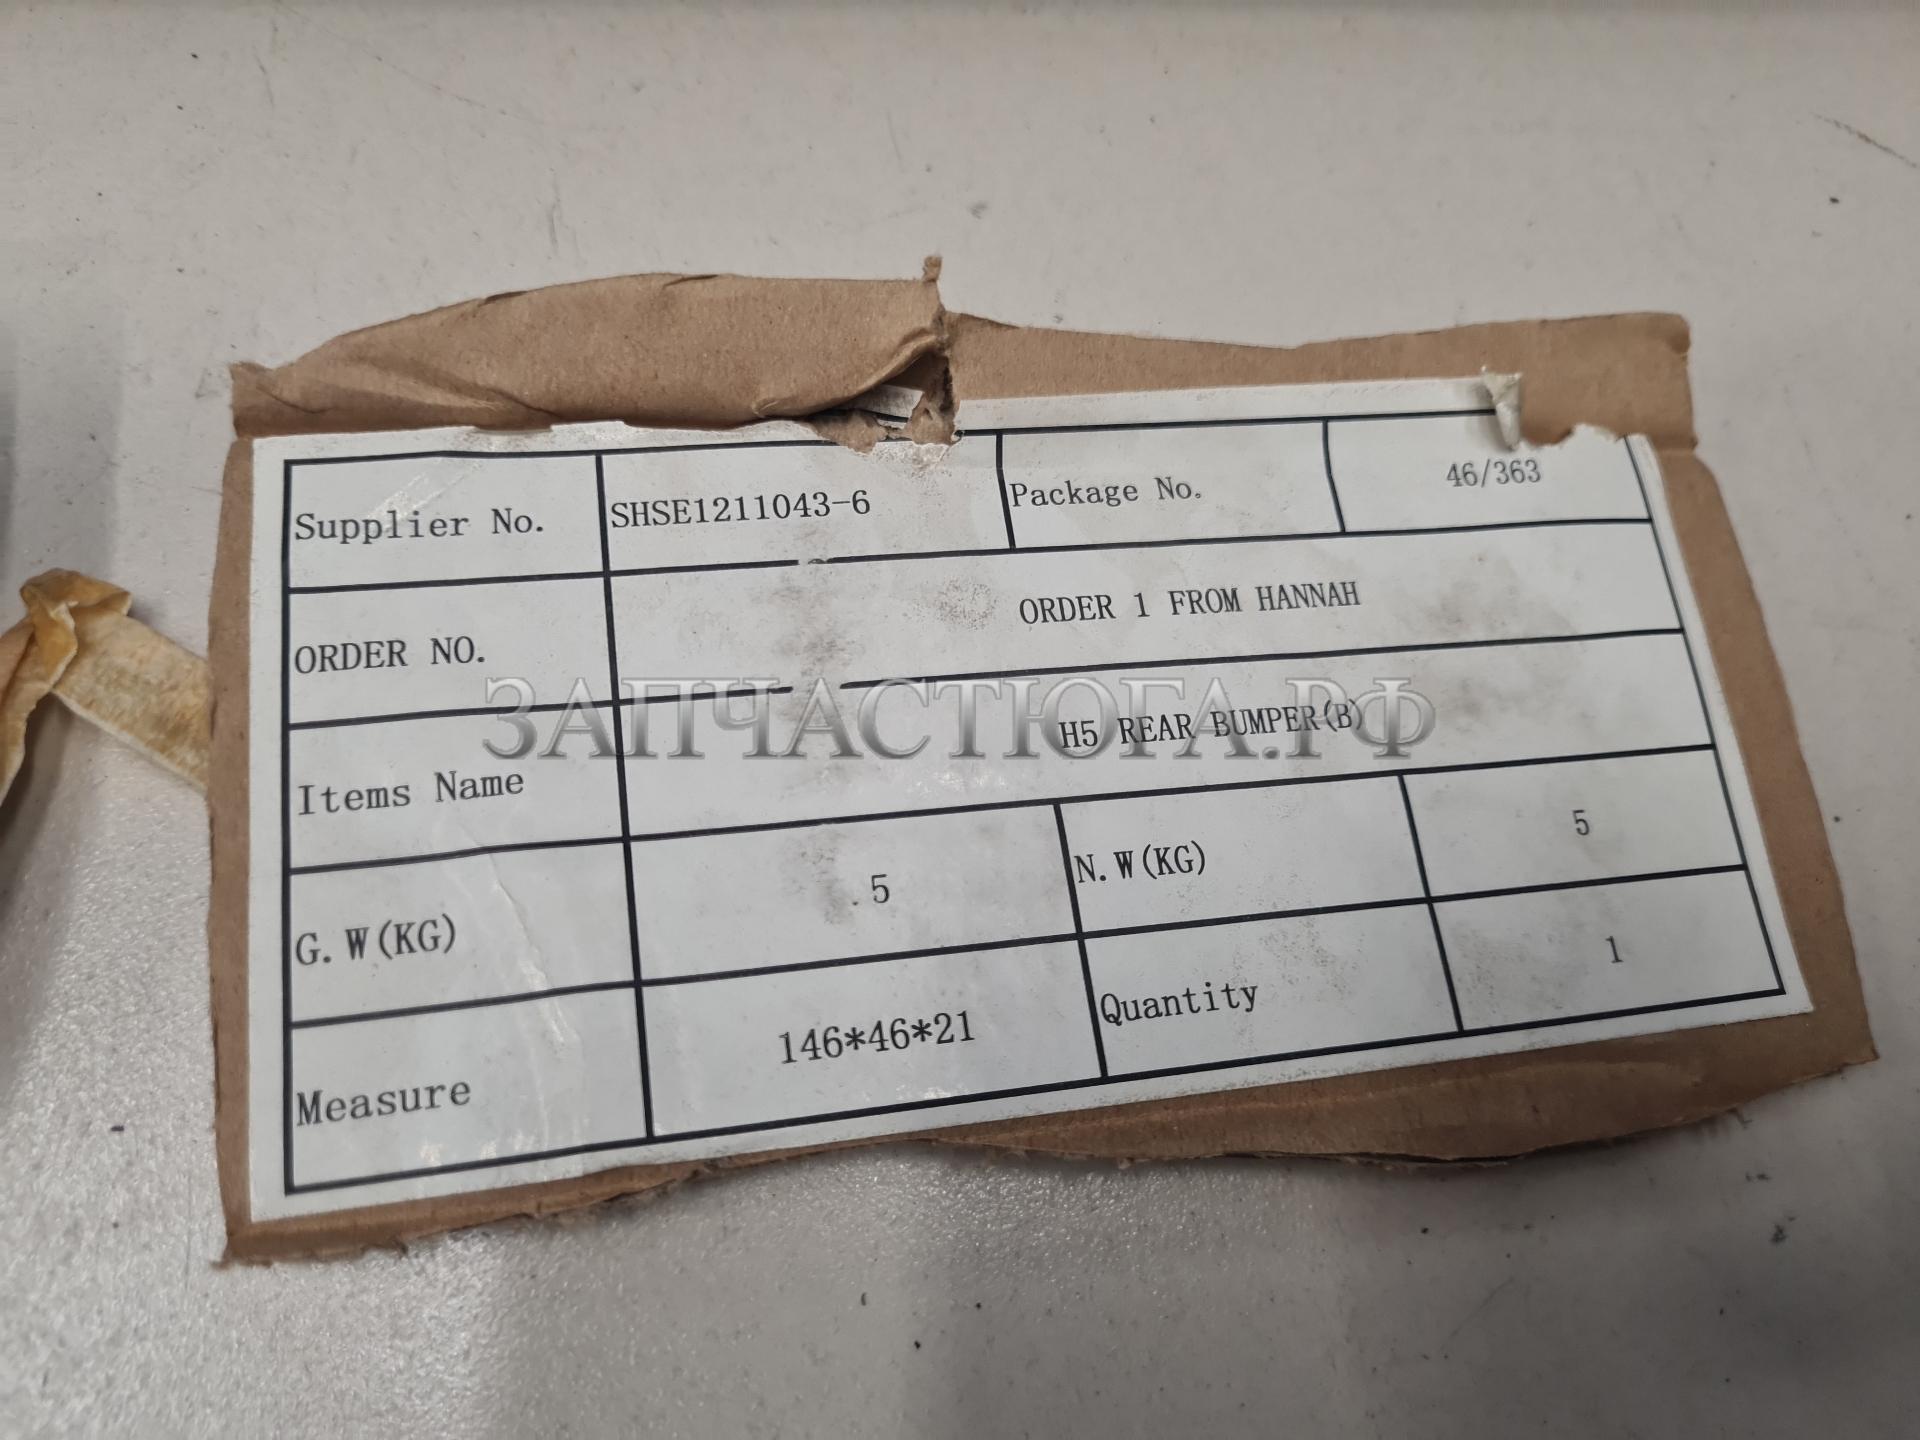 Supplier No. SHSE1211043-6 Package No. 46/363
ORDER NO. ORDER 1 FROM HANNAH
ЗАПЧАСТЮГА.РФ
Items Name H5 REAR BUMPER(B)
G.W(KG) 5 N.W(KG) 5
Measure 146*46*21 Quantity 1